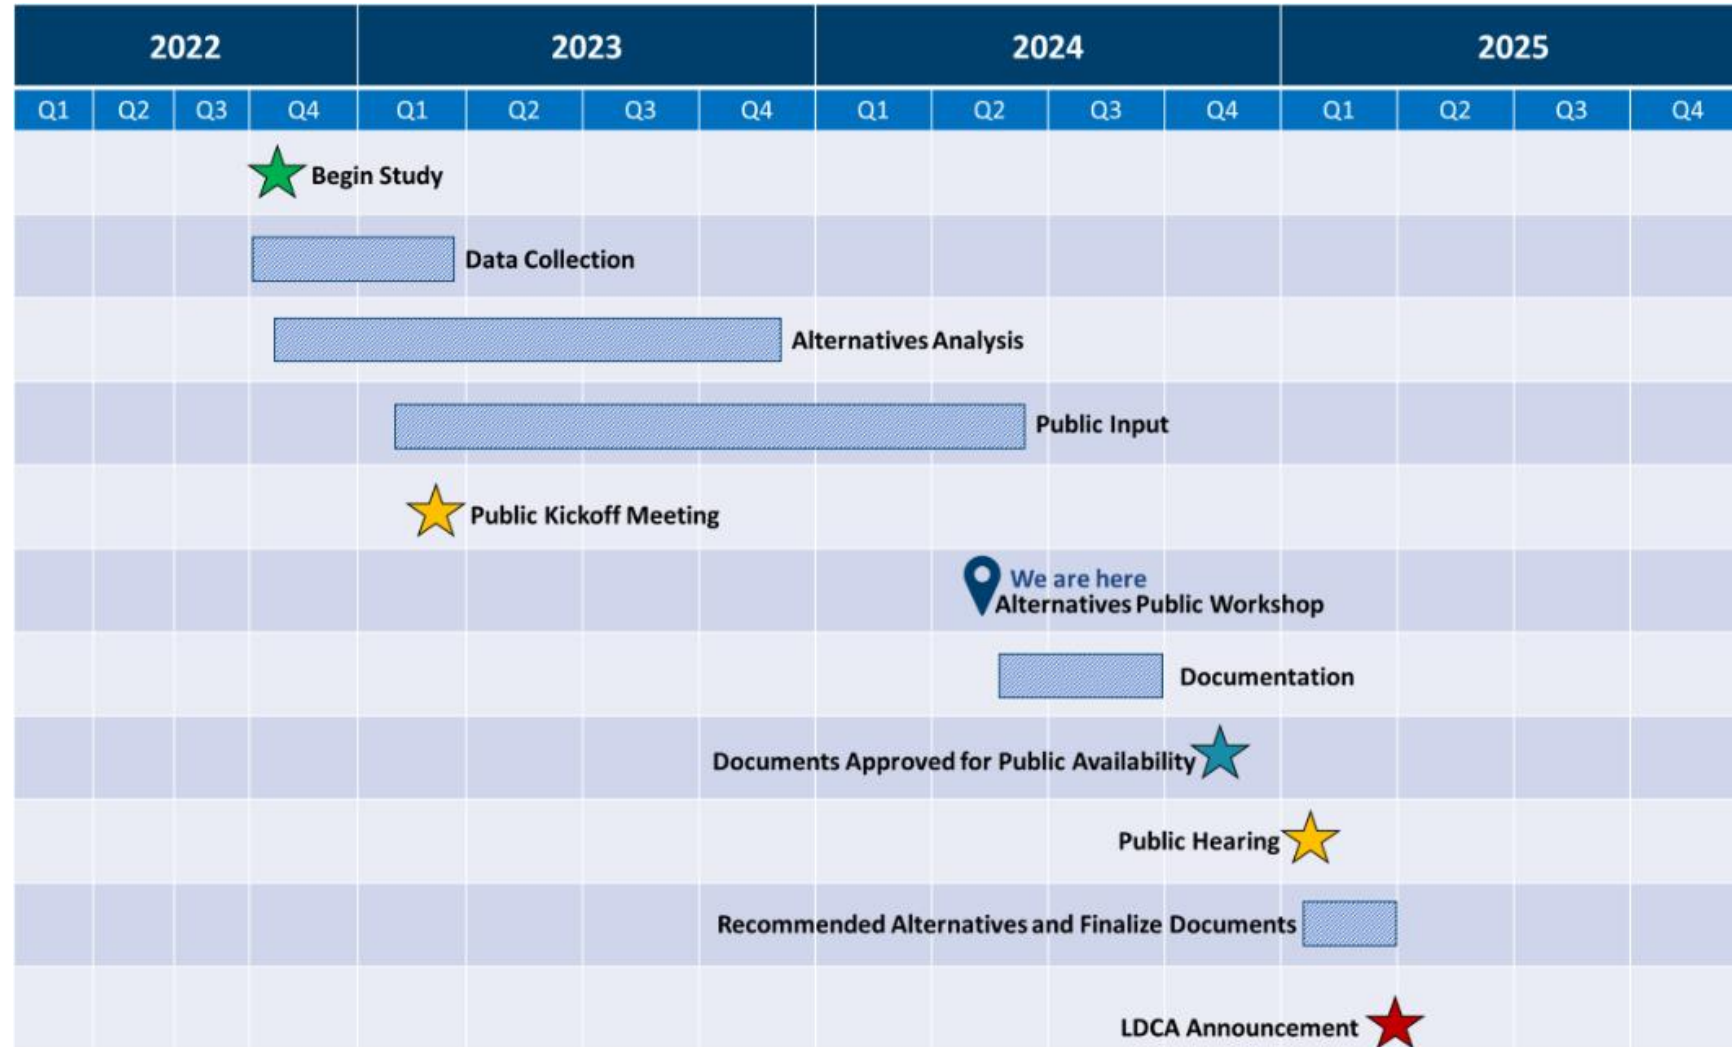 2022 2023 2024 2025
Q1 Q2 Q3 Q4 Q1 Q2 Q3 Q4 Q1 Q2 Q3 Q4 Q1 Q2 Q3 Q4
Begin Study
Data Collection
Alternatives Analysis
Public Input
Public Kickoff Meeting
We are here
Alternatives Public Workshop
Documentation
Documents Approved for Public Availability
Public Hearing
Recommended Alternatives and Finalize Documents
LDCA Announcement